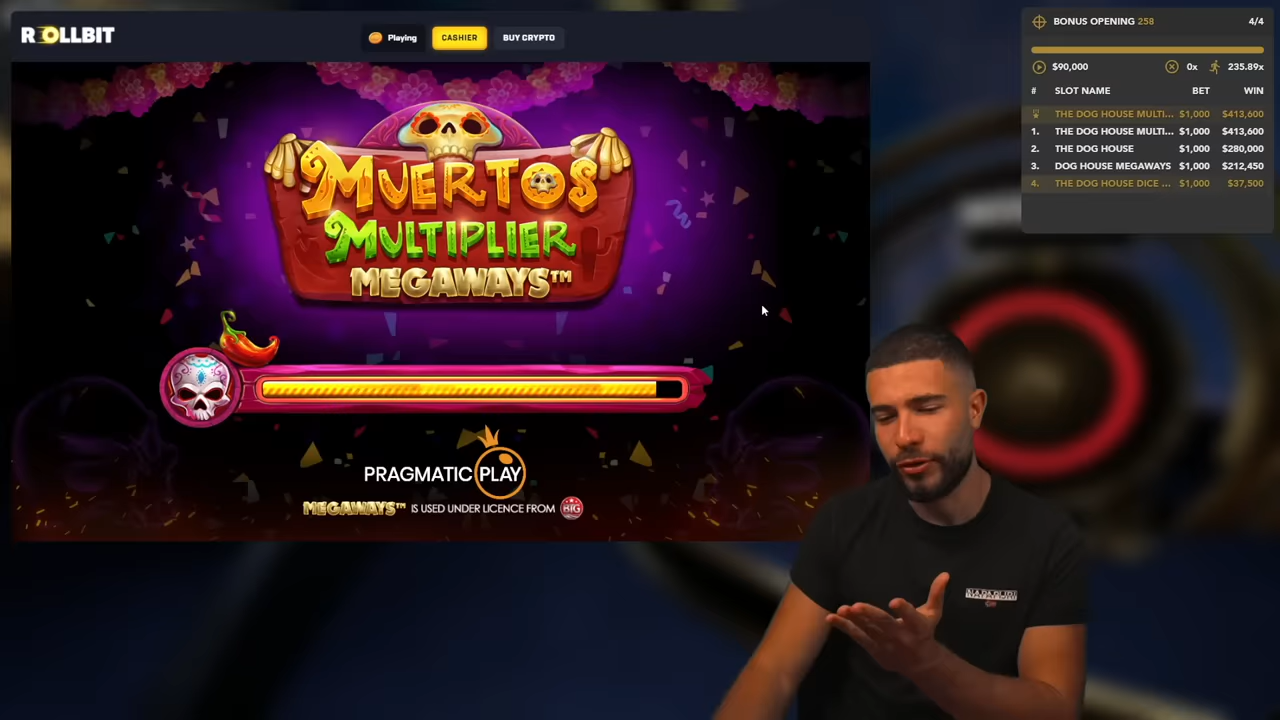 ROLLBIT
Playing
CASHIER
BUY CRYPTO
MUERTOS
MULTIPLIER
MEGAWAYS™
PRAGMATIC PLAY
MEGAWAYS™ IS USED UNDER LICENCE FROM BIG
BONUS OPENING 258 4/4
$90,000 0x 235.89x
# SLOT NAME BET WIN
THE DOG HOUSE MULTI... $1,000 $413,600
1. THE DOG HOUSE MULTI... $1,000 $413,600
2. THE DOG HOUSE $1,000 $280,000
3. DOG HOUSE MEGAWAYS $1,000 $212,450
4. THE DOG HOUSE DICE ... $1,000 $37,500
NAPAPIJRI